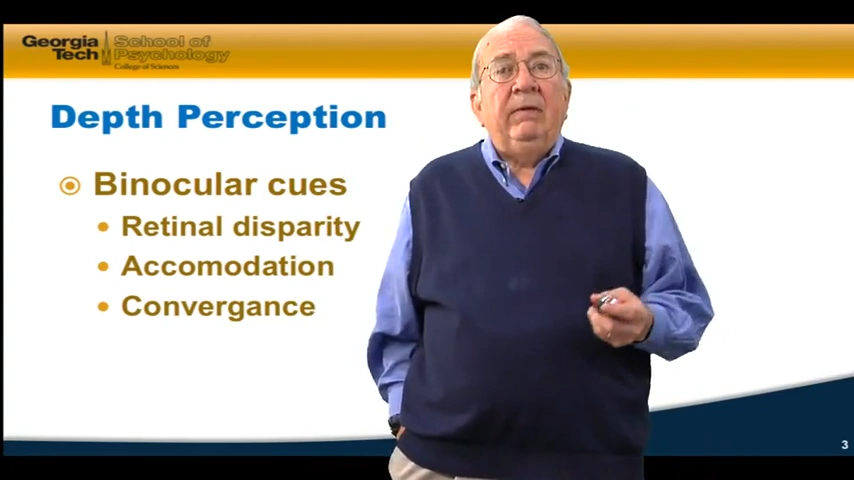 Georgia Tech
School of Psychology
College of Sciences
Depth Perception
Binocular cues
Retinal disparity
Accomodation
Convergance
3